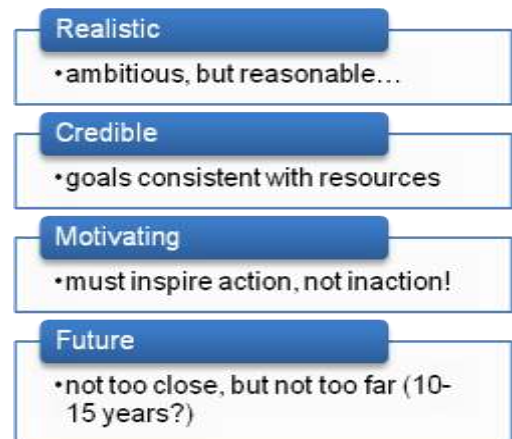 Realistic
•ambitious, but reasonable…
Credible
•goals consistent with resources
Motivating
•must inspire action, not inaction!
Future
•not too close, but not too far (10-
15 years?)